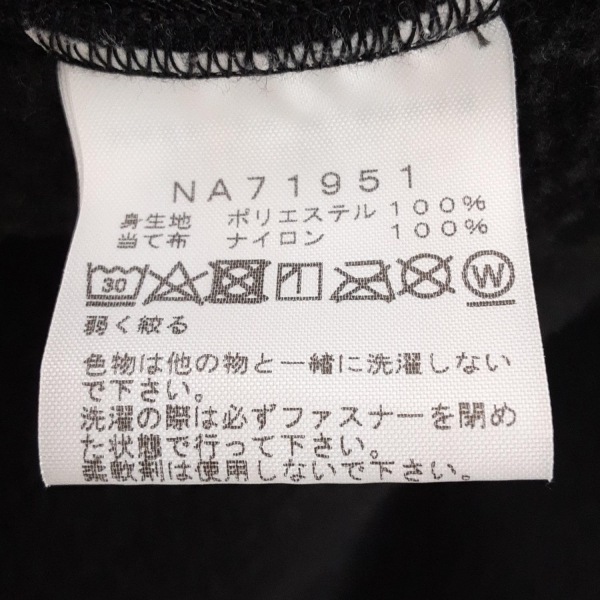 NA71951
身生地 ポリエステル 100%
当て布 ナイロン 100%
30 W
弱く絞る
色物は他の物と一緒に洗濯しない
で下さい。
洗濯の際は必ずファスナーを閉め
た状態で行って下さい。
柔軟剤は使用しないで下さい。